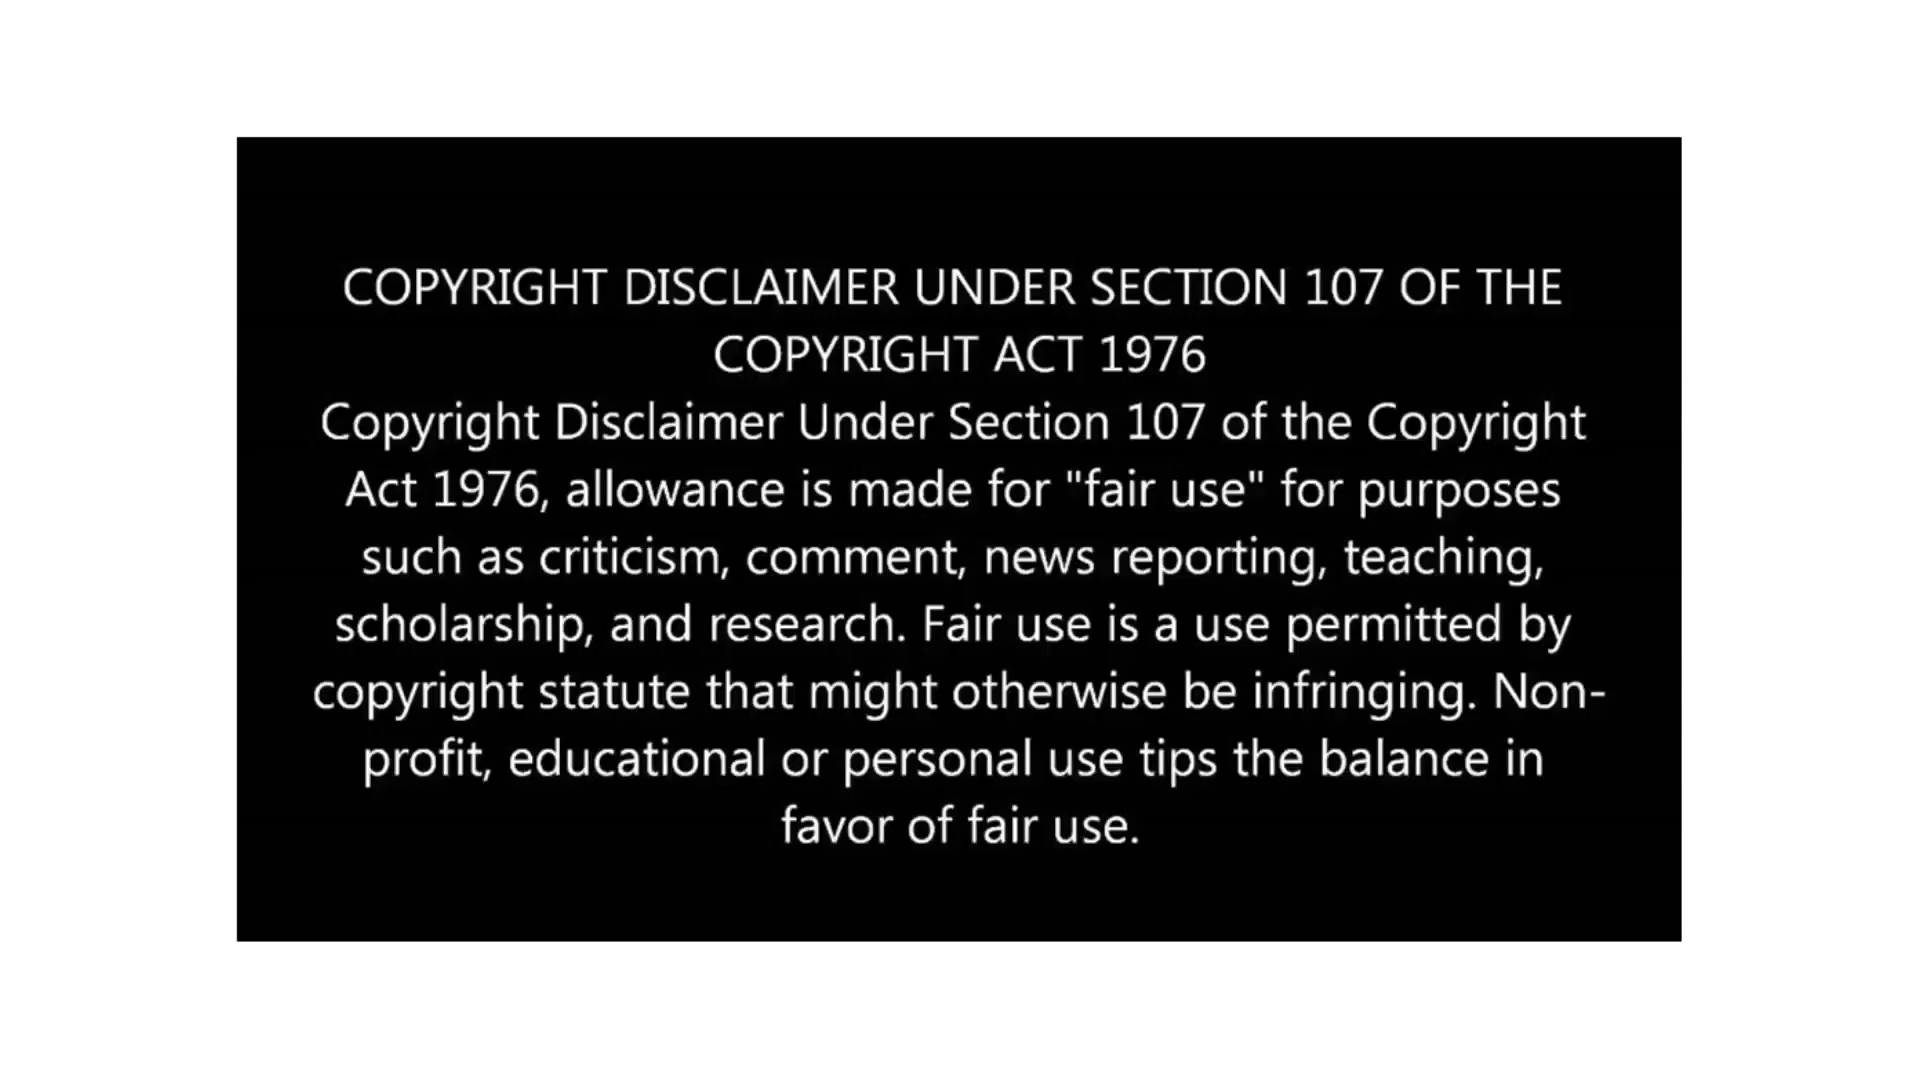 COPYRIGHT DISCLAIMER UNDER SECTION 107 OF THE
COPYRIGHT ACT 1976
Copyright Disclaimer Under Section 107 of the Copyright
Act 1976, allowance is made for "fair use" for purposes
such as criticism, comment, news reporting, teaching,
scholarship, and research. Fair use is a use permitted by
copyright statute that might otherwise be infringing. Non-
profit, educational or personal use tips the balance in
favor of fair use.